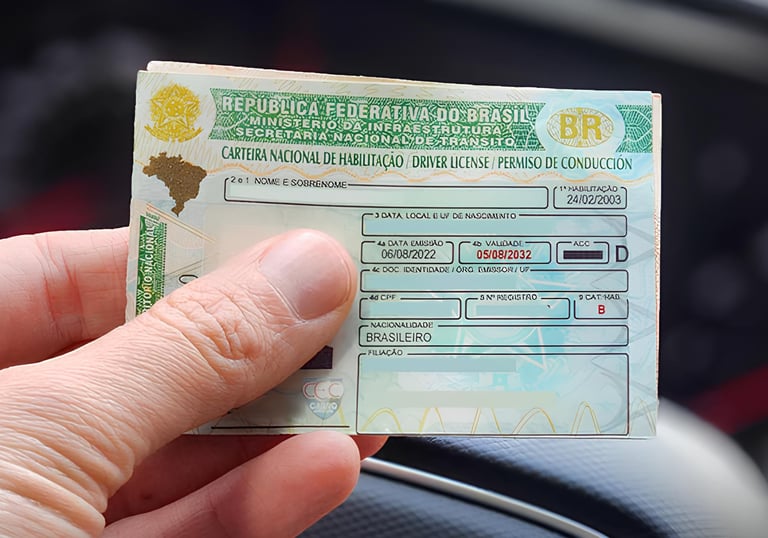 REPÚBLICA FEDERATIVA DO BRASIL
MINISTÉRIO DA INFRAESTRUTURA
SECRETARIA NACIONAL DE TRÂNSITO
BR
CARTEIRA NACIONAL DE HABILITAÇÃO / DRIVER LICENSE / PERMISO DE CONDUCCIÓN
2 e 1 NOME E SOBRENOME
1ª HABILITAÇÃO
24/02/2003
3 DATA, LOCAL E UF DE NASCIMENTO
4a DATA EMISSÃO
06/08/2022
4b VALIDADE
05/08/2032
ACC
D
4c DOC. IDENTIDADE / ÓRG. EMISSOR / UF
4d CPF
5 Nº REGISTRO
9 CAT. HAB.
B
NACIONALIDADE
BRASILEIRO
FILIAÇÃO
NACIONAL